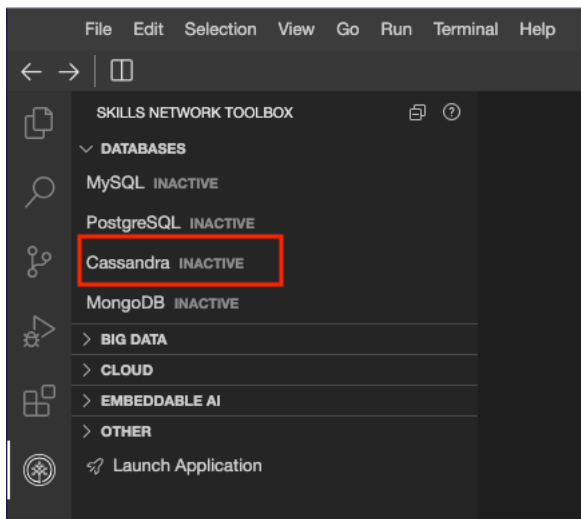 File Edit Selection View Go Run Terminal Help
SKILLS NETWORK TOOLBOX
DATABASES
MySQL INACTIVE
PostgreSQL INACTIVE
Cassandra INACTIVE
MongoDB INACTIVE
BIG DATA
CLOUD
EMBEDDABLE AI
OTHER
Launch Application